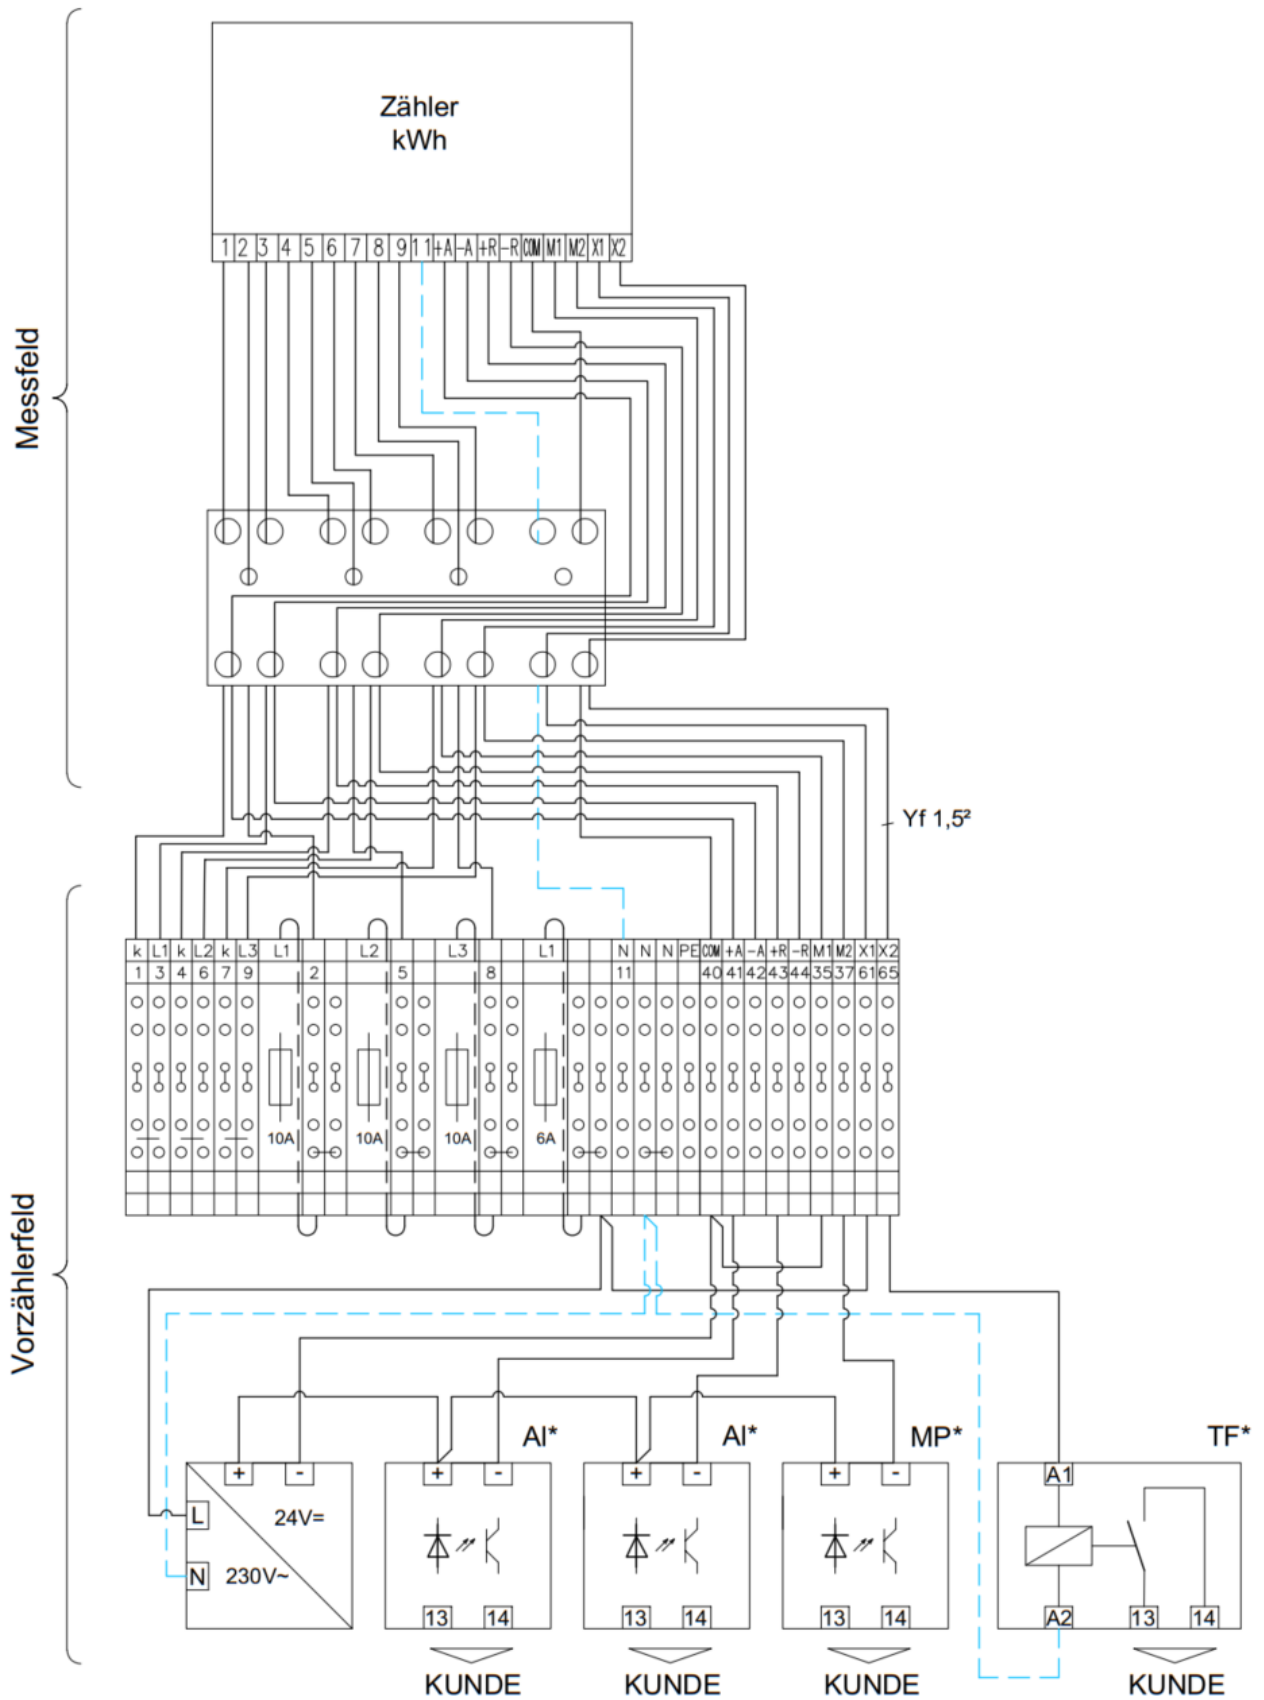 Zähler
kWh
1 2 3 4 5 6 7 8 9 11 +A -A +R -R COM M1 M2 X1 X2
Messfeld
Yf 1,5²
k L1 k L2 k L3 L1 L2 L3 L1 N N N PE COM +A -A +R -R M1 M2 X1 X2
1 3 4 6 7 9 2 5 8 11 40 41 42 43 44 35 37 61 65
10A 10A 10A 6A
Vorzählerfeld
AI* AI* MP* TF*
+ - + - + - + - A1
L 24V=
N 230V~
13 14 13 14 13 14 A2 13 14
KUNDE KUNDE KUNDE KUNDE